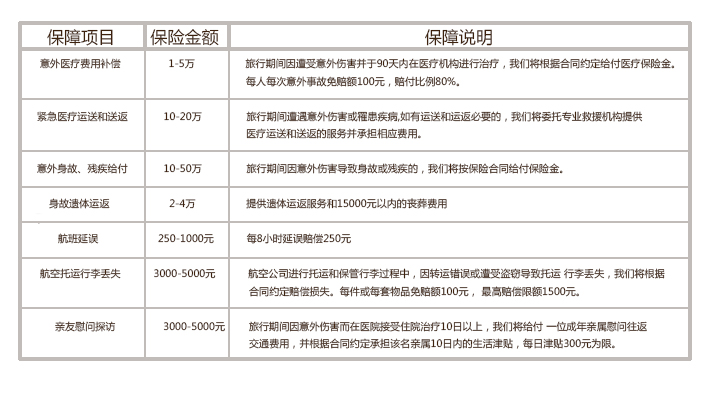 保障项目 保险金额 保障说明
意外医疗费用补偿 1-5万 旅行期间因遭受意外伤害并于90天内在医疗机构进行治疗，我们将根据合同约定给付医疗保险金。
每人每次意外事故免赔额100元，赔付比例80%。
紧急医疗运送和送返 10-20万 旅行期间遭遇意外伤害或罹患疾病,如有运送和运返必要的，我们将委托专业救援机构提供
医疗运送和送返的服务并承担相应费用。
意外身故、残疾给付 10-50万 旅行期间因意外伤害导致身故或残疾的，我们将按保险合同给付保险金。
身故遗体运返 2-4万 提供遗体运返服务和15000元以内的丧葬费用
航班延误 250-1000元 每8小时延误赔偿250元
航空托运行李丢失 3000-5000元 航空公司进行托运和保管行李过程中，因转运错误或遭受盗窃导致托运 行李丢失，我们将根据
合同约定赔偿损失。每件或每套物品免赔额100元， 最高赔偿限额1500元。
亲友慰问探访 3000-5000元 旅行期间因意外伤害而在医院接受住院治疗10日以上，我们将给付 一位成年亲属慰问往返
交通费用，并根据合同约定承担该名亲属10日内的生活津贴，每日津贴300元为限。